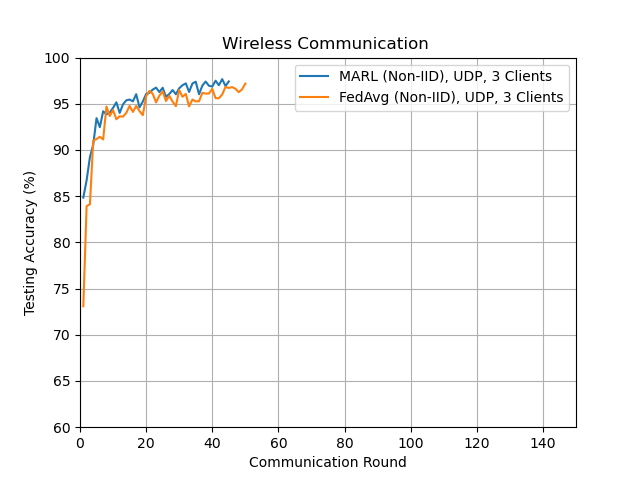 Wireless Communication
MARL (Non-IID), UDP, 3 Clients
FedAvg (Non-IID), UDP, 3 Clients
Testing Accuracy (%)
100
95
90
85
80
75
70
65
60
0 20 40 60 80 100 120 140
Communication Round